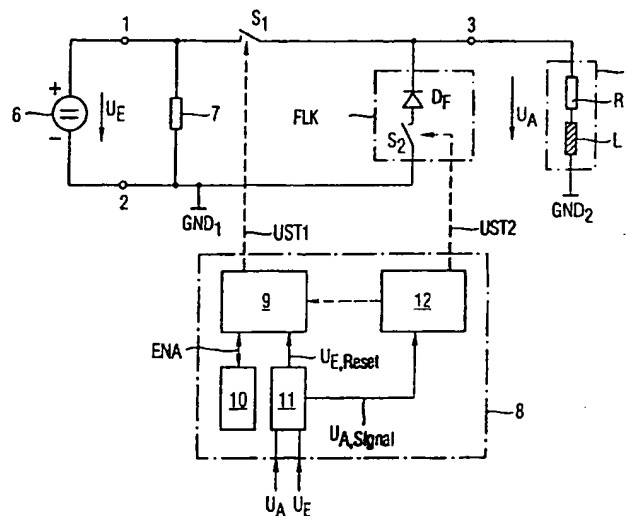 1
S1
3
+
6
−
UE
7
FLK
DF
S2
UA
R
L
2
GND1
GND2
UST1
UST2
9
12
ENA
UE,Reset
10
11
8
UA,Signal
UA
UE